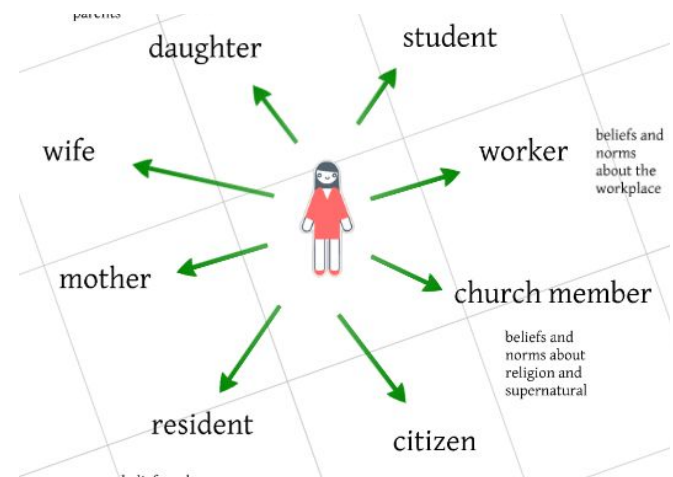 parents
daughter
student
wife
worker
beliefs and
norms
about the
workplace
mother
church member
beliefs and
norms about
religion and
supernatural
resident
citizen